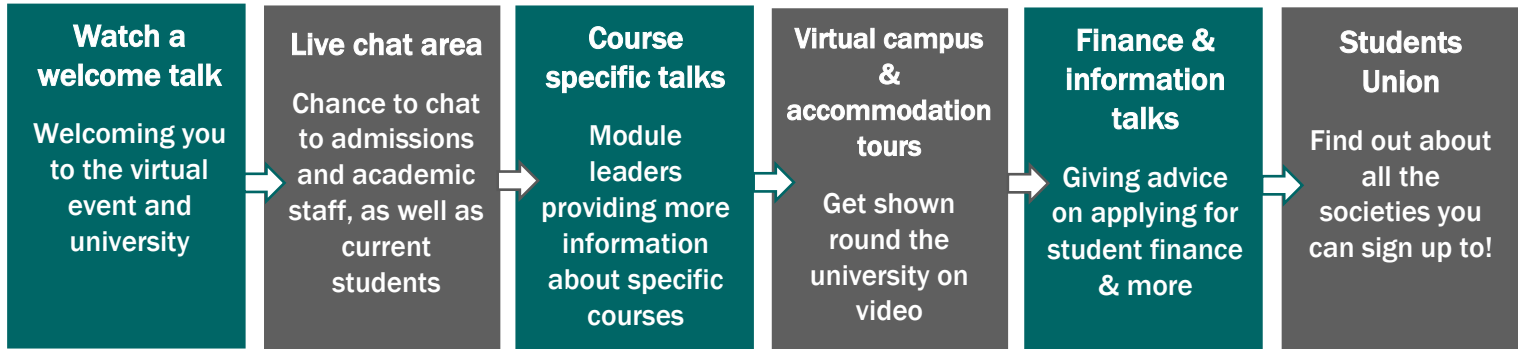 Watch a
welcome talk
Welcoming you
to the virtual
event and
university
Live chat area
Chance to chat
to admissions
and academic
staff, as well as
current
students
Course
specific talks
Module
leaders
providing more
information
about specific
courses
Virtual campus
&
accommodation
tours
Get shown
round the
university on
video
Finance &
information
talks
Giving advice
on applying for
student finance
& more
Students
Union
Find out about
all the
societies you
can sign up to!